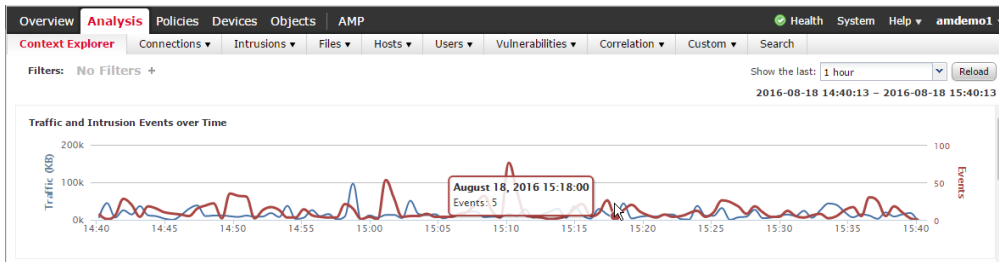 Overview Analysis Policies Devices Objects AMP Health System Help ▾ amdemo1
Context Explorer Connections ▾ Intrusions ▾ Files ▾ Hosts ▾ Users ▾ Vulnerabilities ▾ Correlation ▾ Custom ▾ Search
Filters: No Filters + Show the last: 1 hour Reload
2016-08-18 14:40:13 – 2016-08-18 15:40:13
Traffic and Intrusion Events over Time
200k 100
100k 50
0k 0
Traffic (KB)
Events
August 18, 2016 15:18:00
Events: 5
14:40 14:45 14:50 14:55 15:00 15:05 15:10 15:15 15:20 15:25 15:30 15:35 15:40